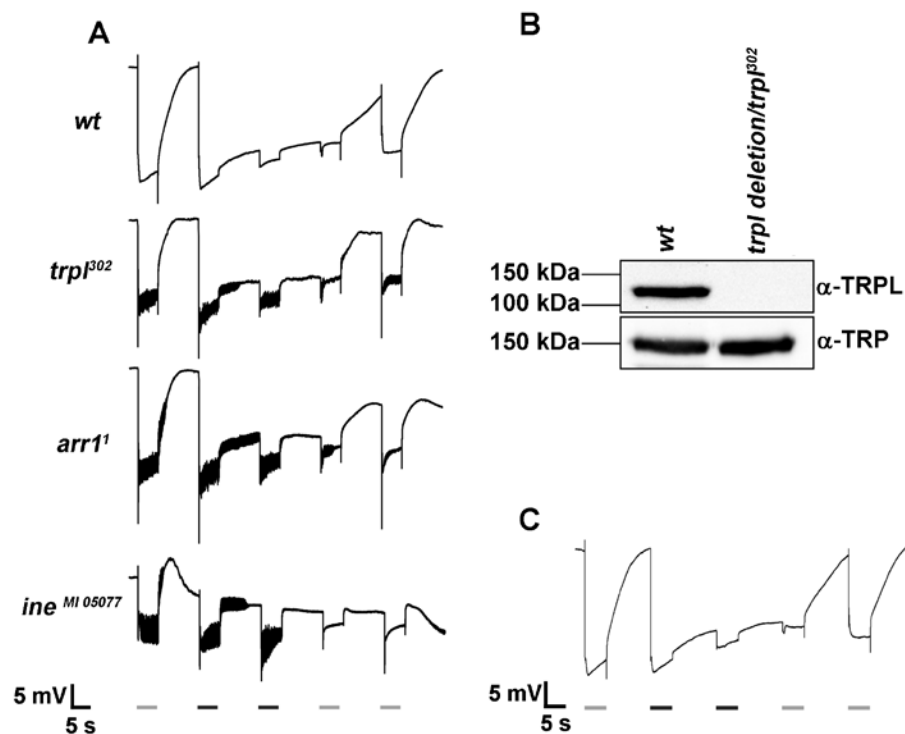 A
wt
trpl³⁰²
arr1¹
ine ᴹᴵ ⁰⁵⁰⁷⁷
5 mV
5 s
B
wt
trpl deletion/trpl³⁰²
150 kDa
100 kDa
α-TRPL
150 kDa
α-TRP
C
5 mV
5 s